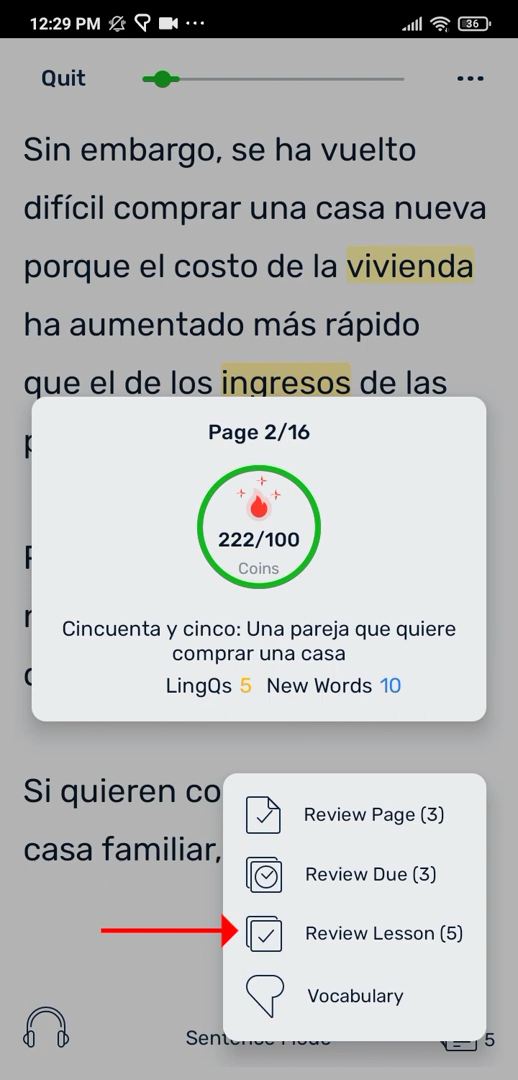 12:29 PM
36
Quit
Sin embargo, se ha vuelto
difícil comprar una casa nueva
porque el costo de la vivienda
ha aumentado más rápido
que el de los ingresos de las
Page 2/16
222/100
Coins
Cincuenta y cinco: Una pareja que quiere
comprar una casa
LingQs 5 New Words 10
Si quieren co
casa familiar,
Review Page (3)
Review Due (3)
Review Lesson (5)
Vocabulary
Sentence Mode
5